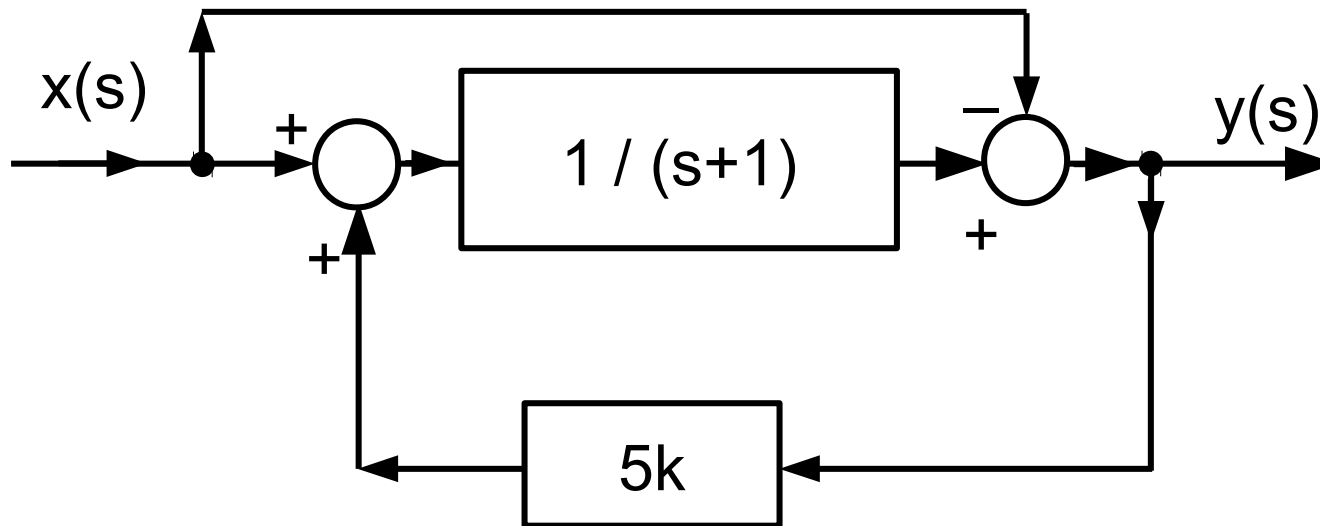 x(s)
+
1 / (s+1)
−
y(s)
+
+
5k